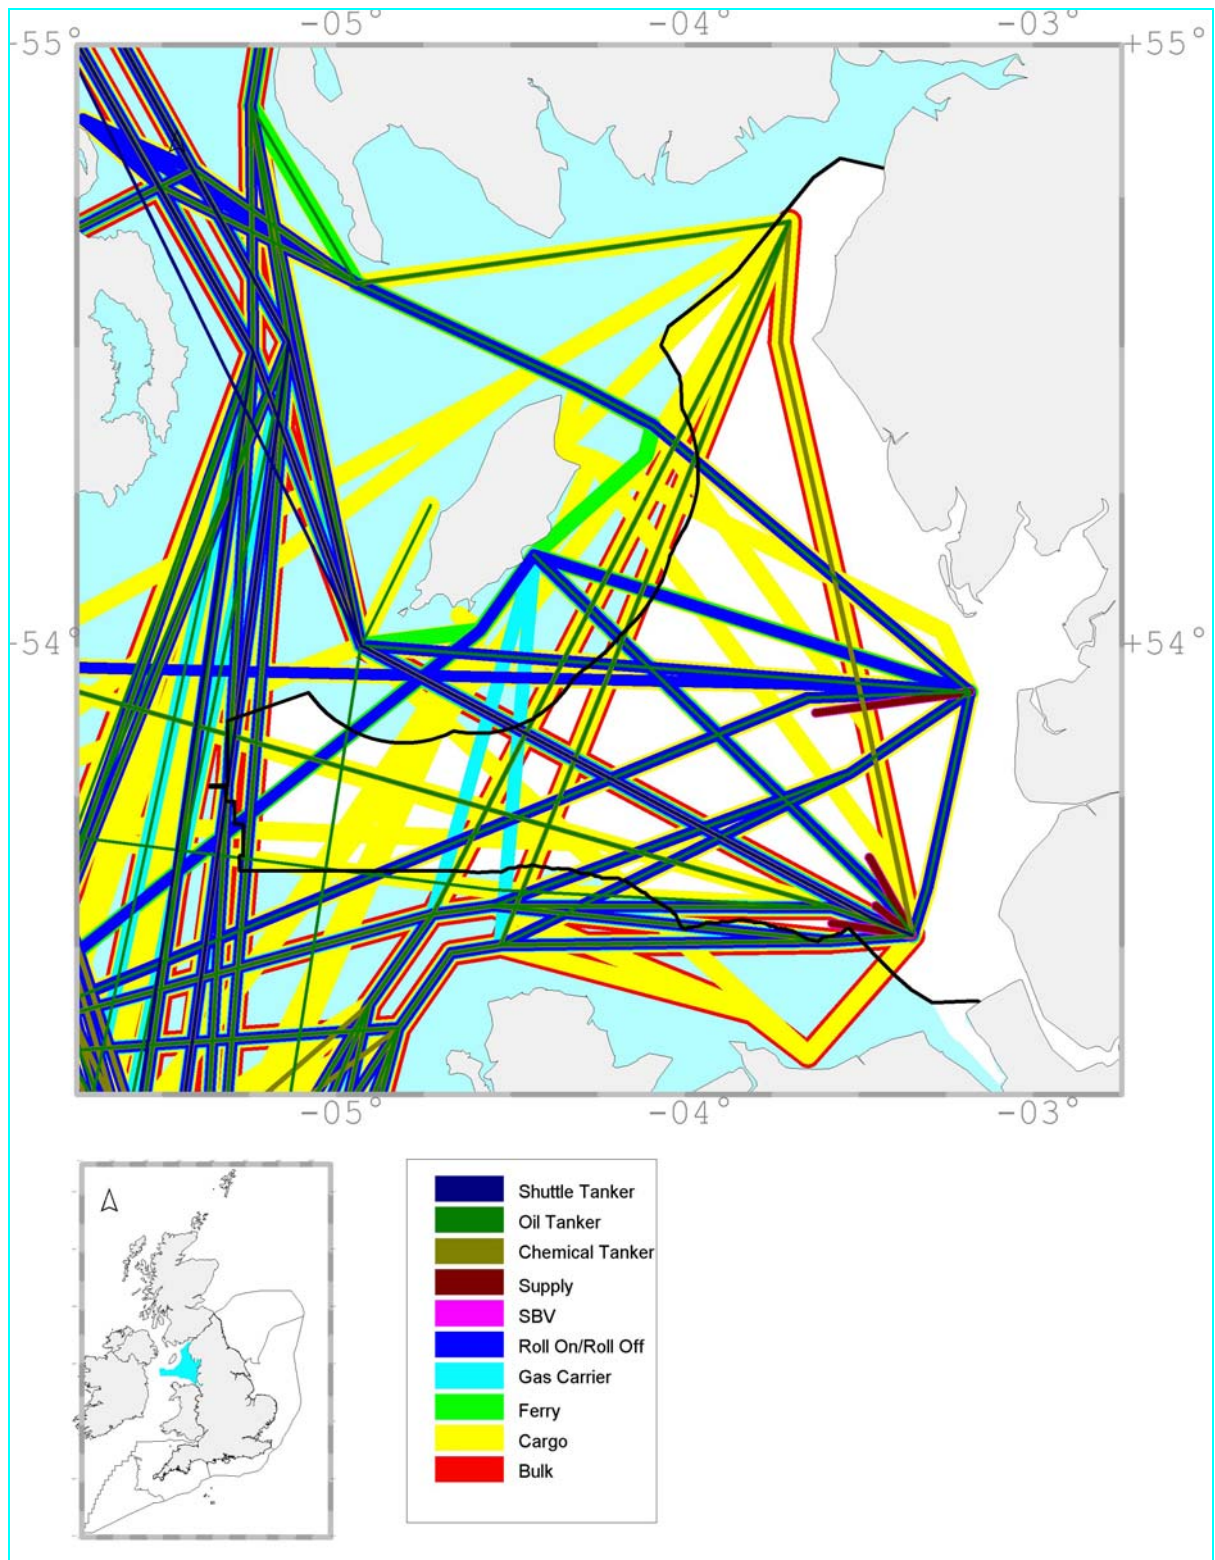 -05° -04° -03°
-55° +55°
-54° +54°
-05° -04° -03°
Shuttle Tanker
Oil Tanker
Chemical Tanker
Supply
SBV
Roll On/Roll Off
Gas Carrier
Ferry
Cargo
Bulk